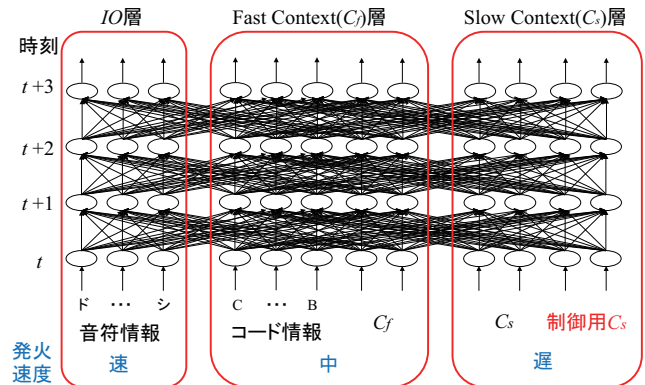 IO層 Fast Context(Cf)層 Slow Context(Cs)層
時刻
t+3
t+2
t+1
t
ド … シ C … B
音符情報 コード情報 Cf Cs 制御用Cs
発火速度 速 中 遅